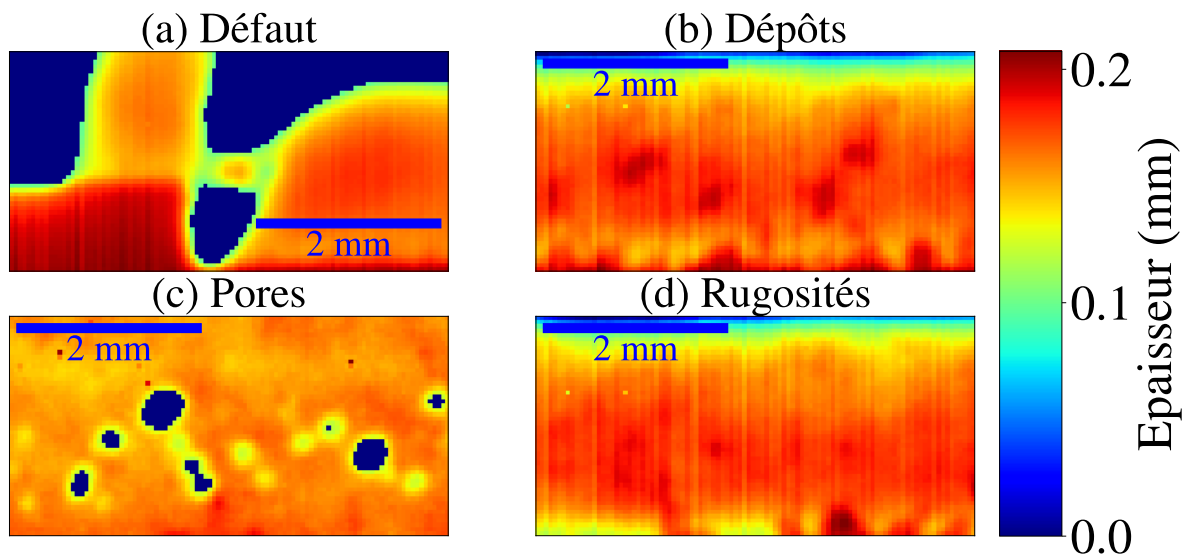 (a) Défaut
(b) Dépôts
2 mm
2 mm
(c) Pores
(d) Rugosités
2 mm
2 mm
0.2
0.1
0.0
Epaisseur (mm)